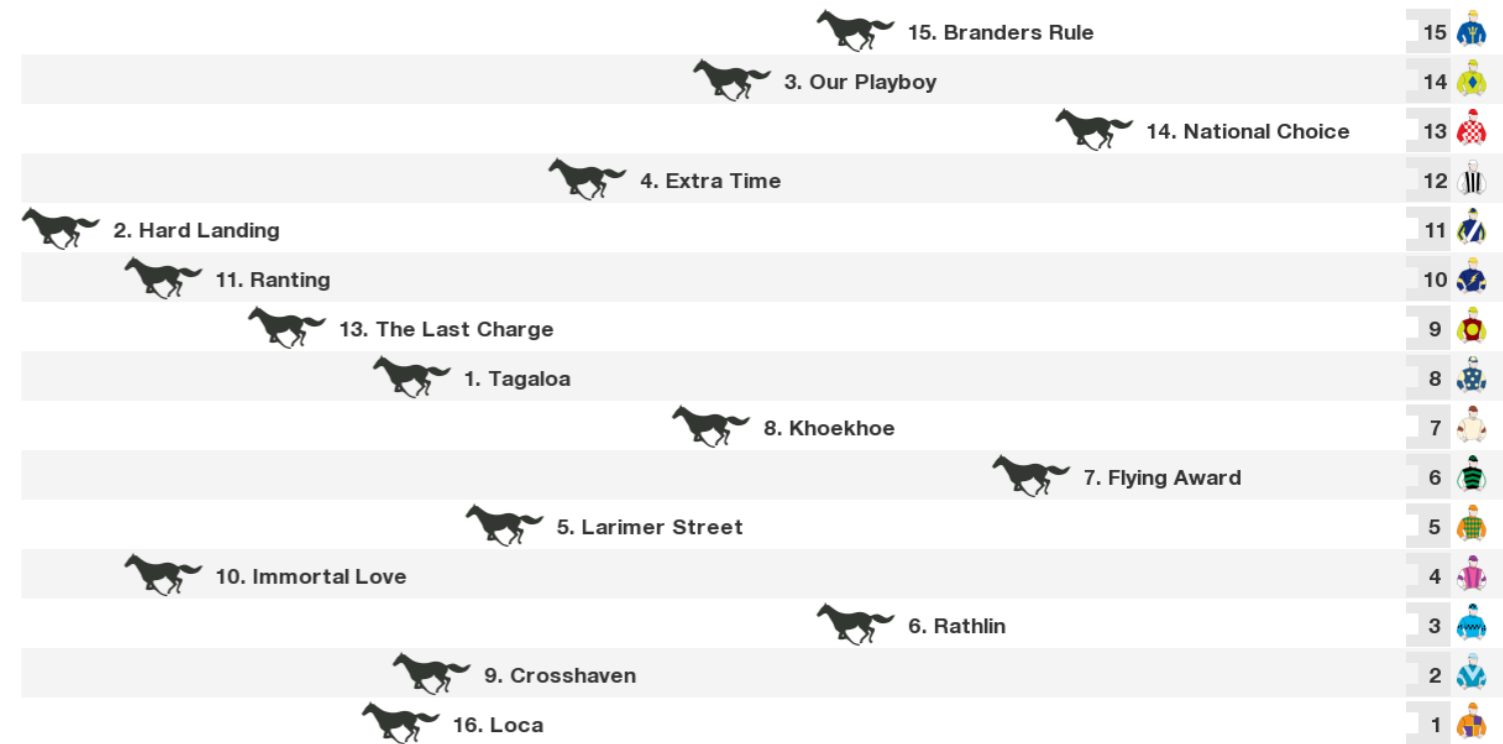 15. Branders Rule 15
3. Our Playboy 14
14. National Choice 13
4. Extra Time 12
2. Hard Landing 11
11. Ranting 10
13. The Last Charge 9
1. Tagaloa 8
8. Khoekhoe 7
7. Flying Award 6
5. Larimer Street 5
10. Immortal Love 4
6. Rathlin 3
9. Crosshaven 2
16. Loca 1